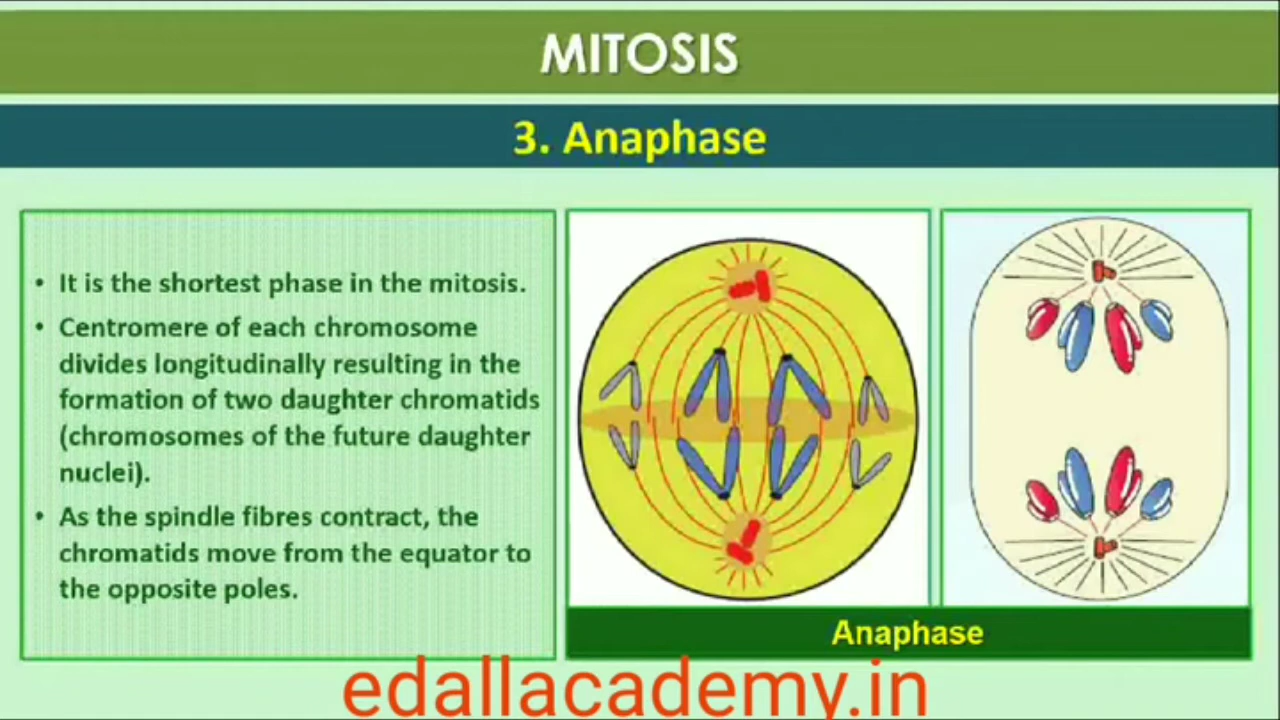 MITOSIS
3. Anaphase
• It is the shortest phase in the mitosis.
• Centromere of each chromosome
divides longitudinally resulting in the
formation of two daughter chromatids
(chromosomes of the future daughter
nuclei).
• As the spindle fibres contract, the
chromatids move from the equator to
the opposite poles.
Anaphase
edallacademy.in